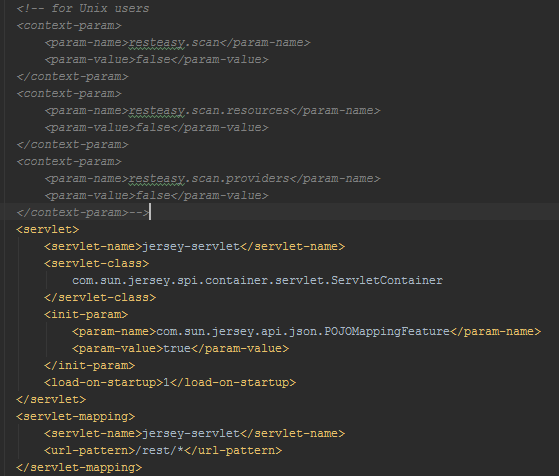 <!-- for Unix users
<context-param>
    <param-name>resteasy.scan</param-name>
    <param-value>false</param-value>
</context-param>
<context-param>
    <param-name>resteasy.scan.resources</param-name>
    <param-value>false</param-value>
</context-param>
<context-param>
    <param-name>resteasy.scan.providers</param-name>
    <param-value>false</param-value>
</context-param>-->
<servlet>
    <servlet-name>jersey-servlet</servlet-name>
    <servlet-class>
        com.sun.jersey.spi.container.servlet.ServletContainer
    </servlet-class>
    <init-param>
        <param-name>com.sun.jersey.api.json.POJOMappingFeature</param-name>
        <param-value>true</param-value>
    </init-param>
    <load-on-startup>1</load-on-startup>
</servlet>
<servlet-mapping>
    <servlet-name>jersey-servlet</servlet-name>
    <url-pattern>/rest/*</url-pattern>
</servlet-mapping>